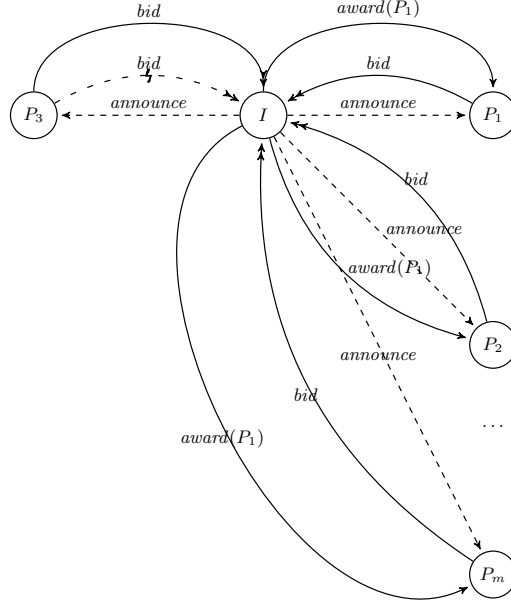 bid
award(P₁)
bid
bid
P₃
announce
I
announce
P₁
bid
announce
award(P₁)
P₂
announce
bid
...
award(P₁)
Pₘ